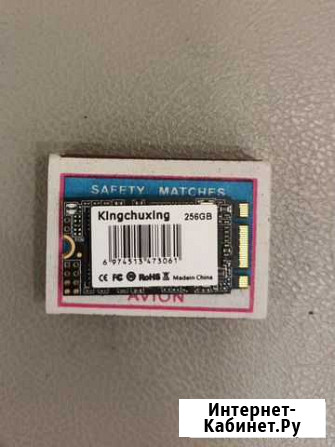 SAFETY MATCHES
Kingchuxing
256GB
6 974513 473061
CE FC RoHS Madein China
AVION
Интернет-
Кабинет.Ру